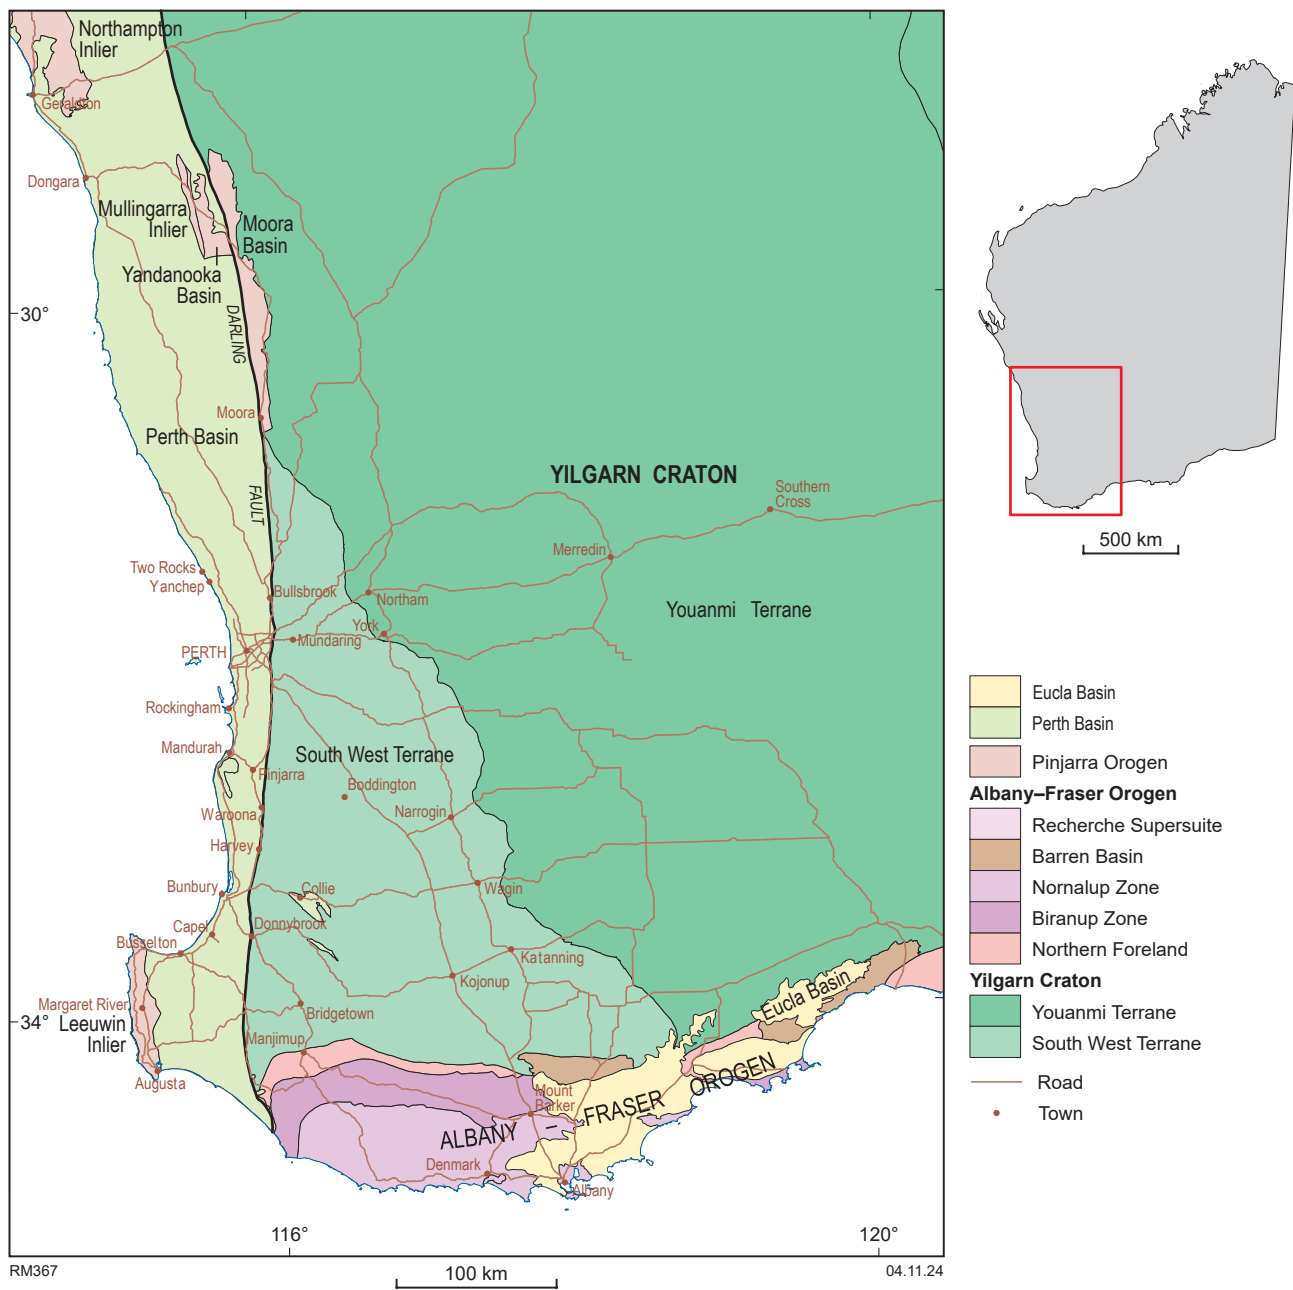 Northampton
Inlier
Geraldton
Dongara
Mullingarra
Inlier
Moora
Basin
Yandanooka
Basin
30°
DARLING
Moora
Perth Basin
FAULT
YILGARN CRATON
Southern
Cross
Merredin
Two Rocks
Yanchep
Bullsbrook
Northam
Youanmi Terrane
York
Mundaring
PERTH
Rockingham
Mandurah
South West Terrane
Pinjarra
Boddington
Waroona
Narrogin
Harvey
Bunbury
Collie
Wagin
Capel
Donnybrook
Busselton
Katanning
Kojonup
Margaret River
Leeuwin
Inlier
34°
Bridgetown
Manjimup
Augusta
Eucla Basin
Mount
Barker
ALBANY – FRASER OROGEN
Denmark
Albany
116°
120°
RM367
100 km
04.11.24
500 km
Eucla Basin
Perth Basin
Pinjarra Orogen
Albany–Fraser Orogen
Recherche Supersuite
Barren Basin
Nornalup Zone
Biranup Zone
Northern Foreland
Yilgarn Craton
Youanmi Terrane
South West Terrane
Road
Town